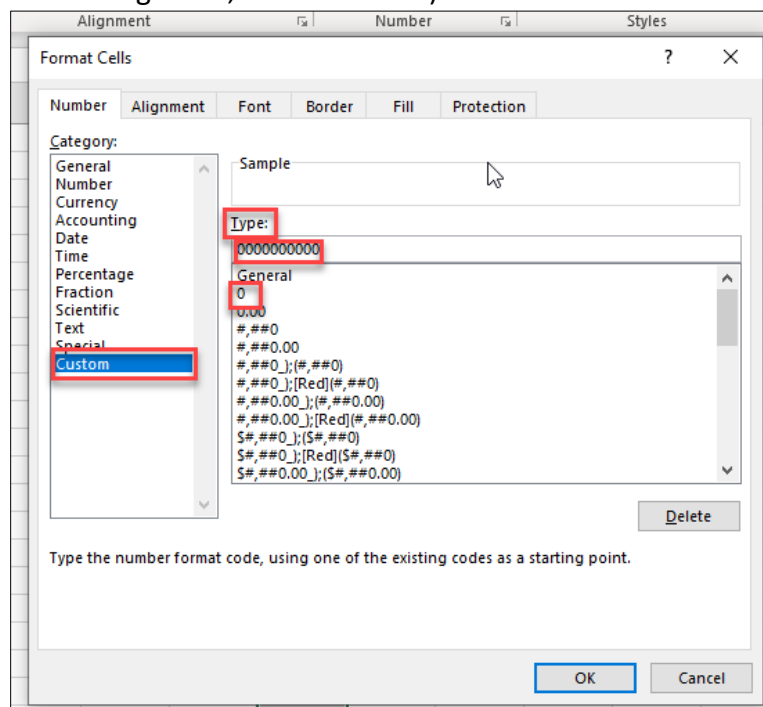 Alignment Number Styles
Format Cells ? ×
Number Alignment Font Border Fill Protection
Category:
General
Number
Currency
Accounting
Date
Time
Percentage
Fraction
Scientific
Text
Special
Custom
Sample
Type:
0000000000
General
0
0.00
#,##0
#,##0.00
#,##0_);(#,##0)
#,##0_);[Red](#,##0)
#,##0.00_);(#,##0.00)
#,##0.00_);[Red](#,##0.00)
$#,##0_);($#,##0)
$#,##0_);[Red]($#,##0)
$#,##0.00_);($#,##0.00)
Delete
Type the number format code, using one of the existing codes as a starting point.
OK Cancel